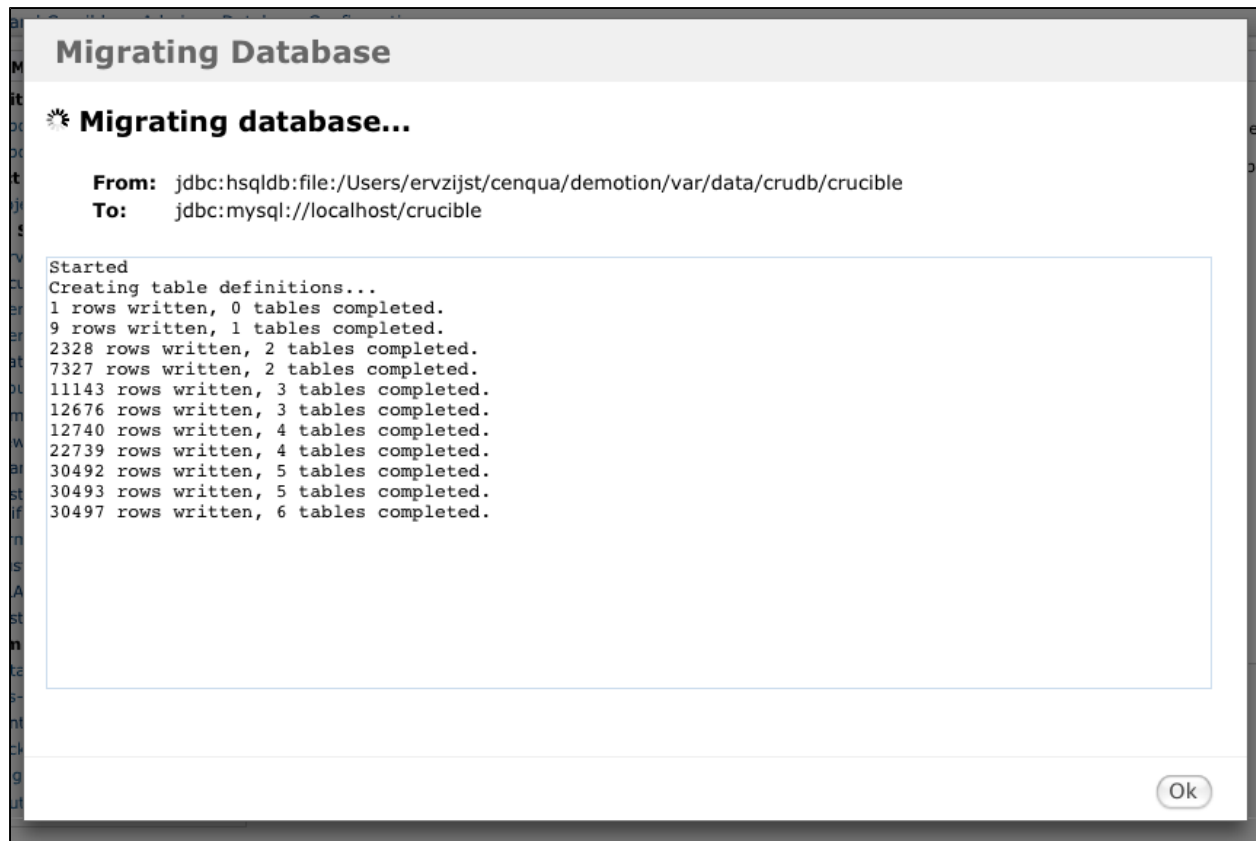 Migrating Database
Migrating database...
From: jdbc:hsqldb:file:/Users/ervzijst/cenqua/demotion/var/data/crudb/crucible
To: jdbc:mysql://localhost/crucible
Started
Creating table definitions...
1 rows written, 0 tables completed.
9 rows written, 1 tables completed.
2328 rows written, 2 tables completed.
7327 rows written, 2 tables completed.
11143 rows written, 3 tables completed.
12676 rows written, 3 tables completed.
12740 rows written, 4 tables completed.
22739 rows written, 4 tables completed.
30492 rows written, 5 tables completed.
30493 rows written, 5 tables completed.
30497 rows written, 6 tables completed.
Ok